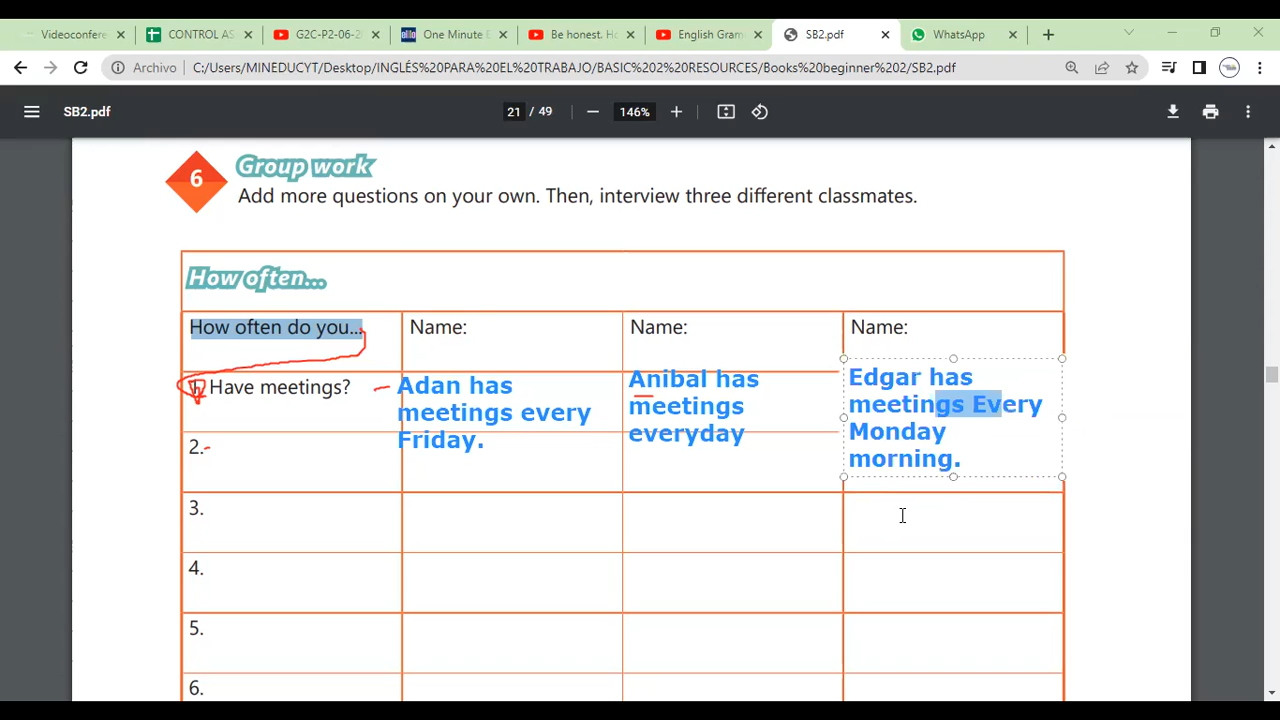 Videoconfere
CONTROL AS
G2C-P2-06-2
One Minute E
Be honest. Ho
English Gram
SB2.pdf
WhatsApp
Archivo
C:/Users/MINEDUCYT/Desktop/INGLÉS%20PARA%20EL%20TRABAJO/BASIC%202%20RESOURCES/Books%20beginner%202/SB2.pdf
SB2.pdf
21 / 49
146%
6
Group work
Add more questions on your own. Then, interview three different classmates.
How often...
How often do you...
Name:
Name:
Name:
Have meetings?
Adan has
meetings every
Friday.
Anibal has
meetings
everyday
Edgar has
meetings Every
Monday
morning.
2.
3.
4.
5.
6.